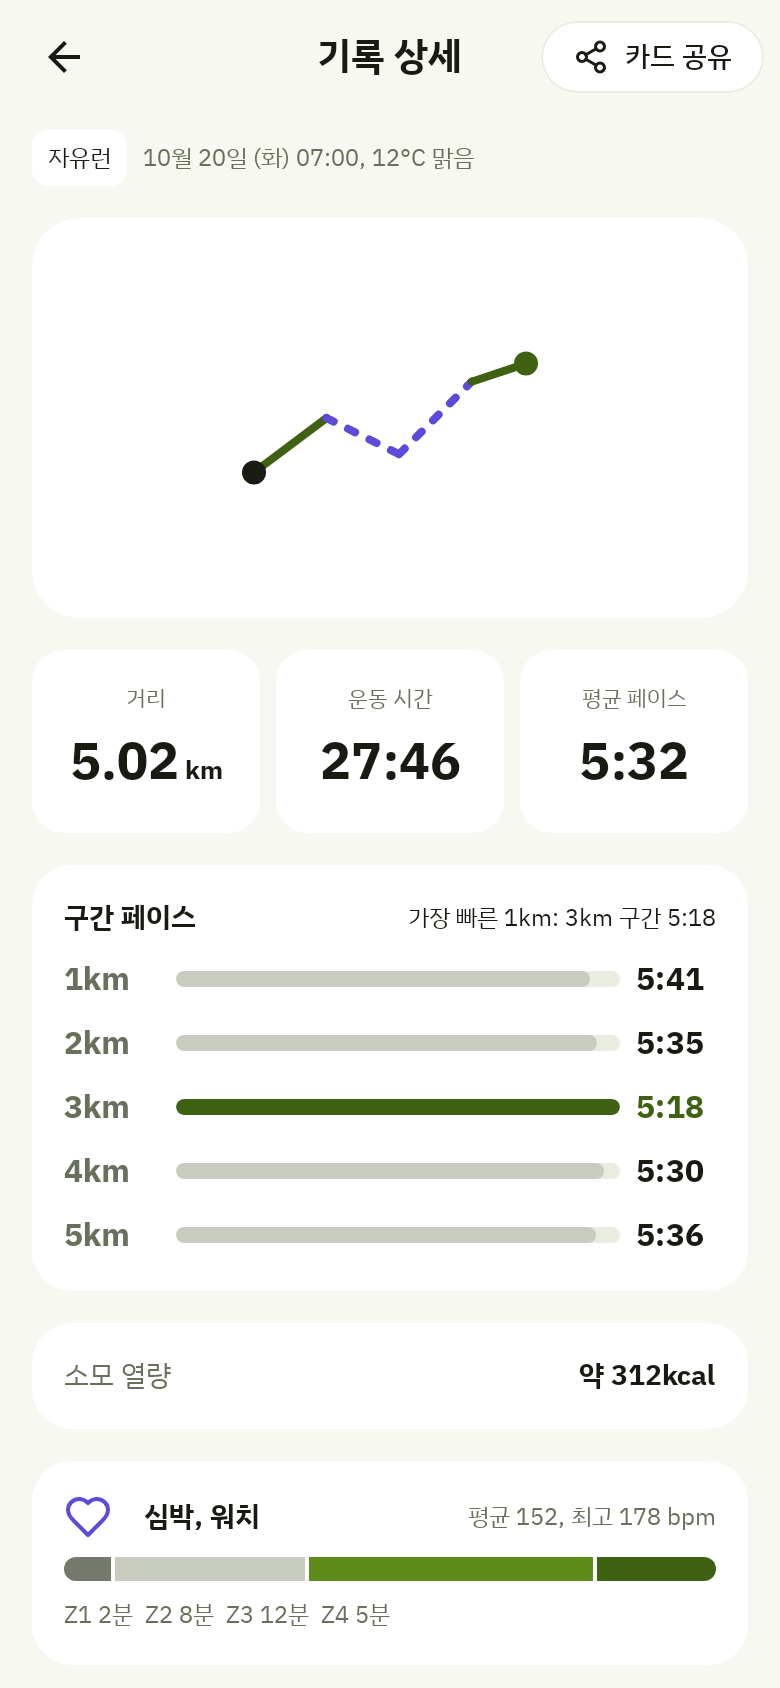 기록 상세
카드 공유
자유런 10월 20일 (화) 07:00, 12°C 맑음
거리 운동 시간 평균 페이스
5.02 km 27:46 5:32
구간 페이스 가장 빠른 1km: 3km 구간 5:18
1km 5:41
2km 5:35
3km 5:18
4km 5:30
5km 5:36
소모 열량 약 312kcal
심박, 워치 평균 152, 최고 178 bpm
Z1 2분 Z2 8분 Z3 12분 Z4 5분